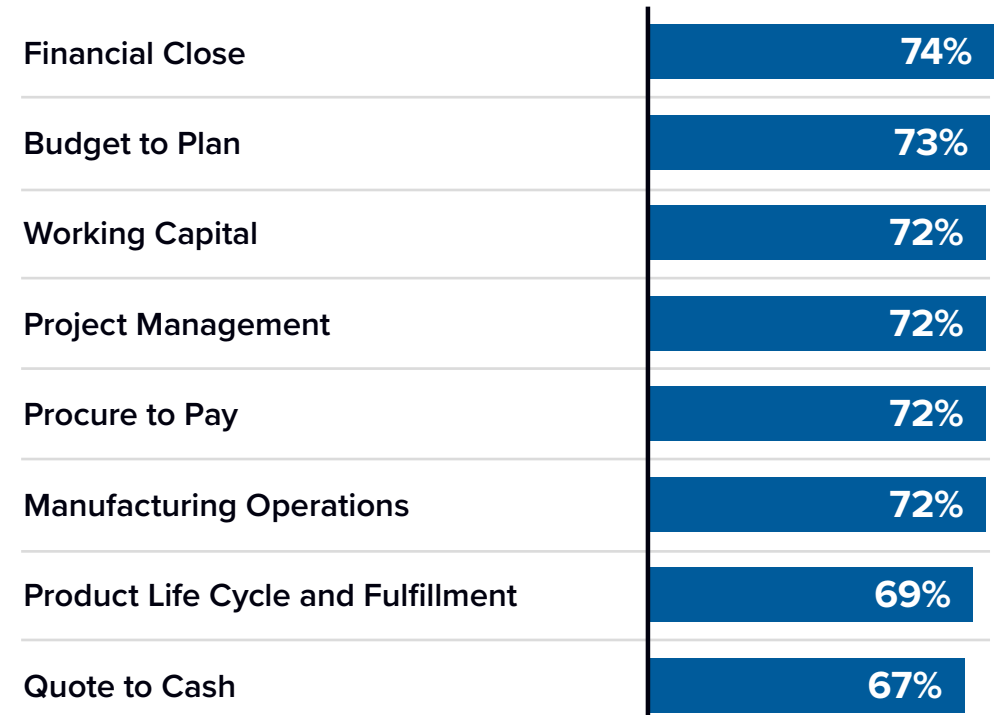 Financial Close 74%
Budget to Plan 73%
Working Capital 72%
Project Management 72%
Procure to Pay 72%
Manufacturing Operations 72%
Product Life Cycle and Fulfillment 69%
Quote to Cash 67%